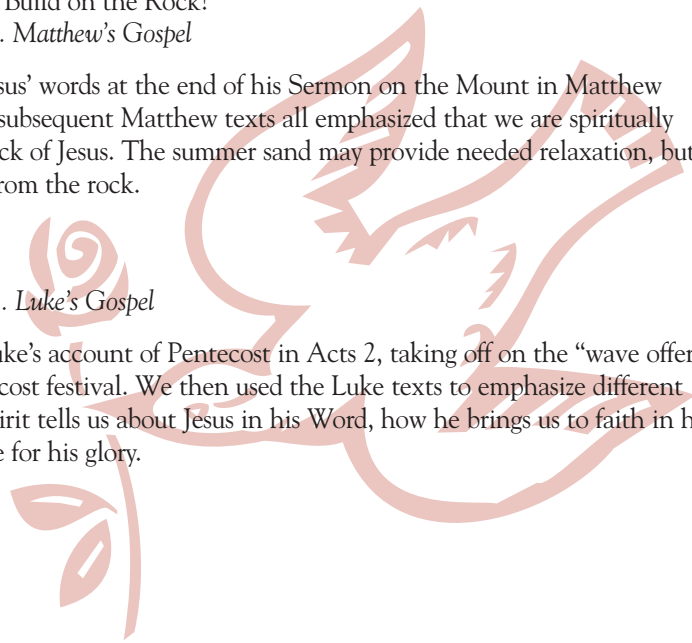 Build on the Rock!
. Matthew's Gospel
sus' words at the end of his Sermon on the Mount in Matthew
subsequent Matthew texts all emphasized that we are spiritually
ck of Jesus. The summer sand may provide needed relaxation, but
rom the rock.
. Luke's Gospel
uke's account of Pentecost in Acts 2, taking off on the “wave offer
cost festival. We then used the Luke texts to emphasize different
irit tells us about Jesus in his Word, how he brings us to faith in h
e for his glory.